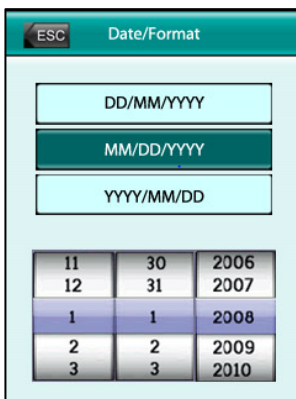 ESC Date/Format
DD/MM/YYYY
MM/DD/YYYY
YYYY/MM/DD
11 30 2006
12 31 2007
1 1 2008
2 2 2009
3 3 2010